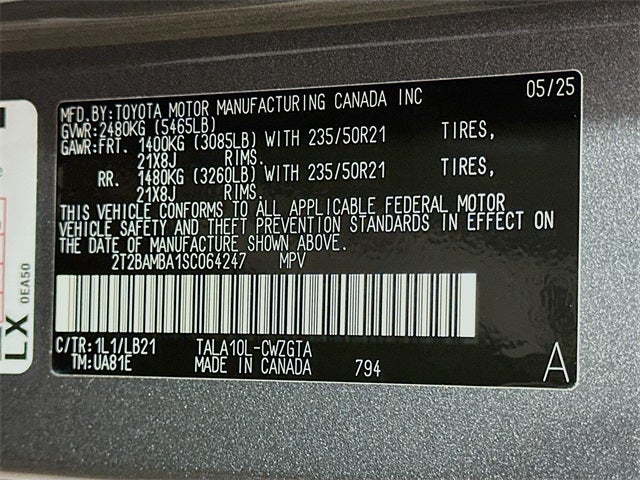 05/25
MFD.BY:TOYOTA MOTOR MANUFACTURING CANADA INC
GVWR:2480KG (5465LB)
GAWR:FRT. 1400KG (3085LB) WITH 235/50R21 TIRES,
21X8J RIMS.
RR. 1480KG (3260LB) WITH 235/50R21 TIRES,
21X8J RIMS.
THIS VEHICLE CONFORMS TO ALL APPLICABLE FEDERAL MOTOR
VEHICLE SAFETY AND THEFT PREVENTION STANDARDS IN EFFECT ON
THE DATE OF MANUFACTURE SHOWN ABOVE.
2T2BAMBA1SC064247 MPV
C/TR:1L1/LB21 TALA10L-CWZGTA
TM:UA81E MADE IN CANADA 794
A
LX
0EA50